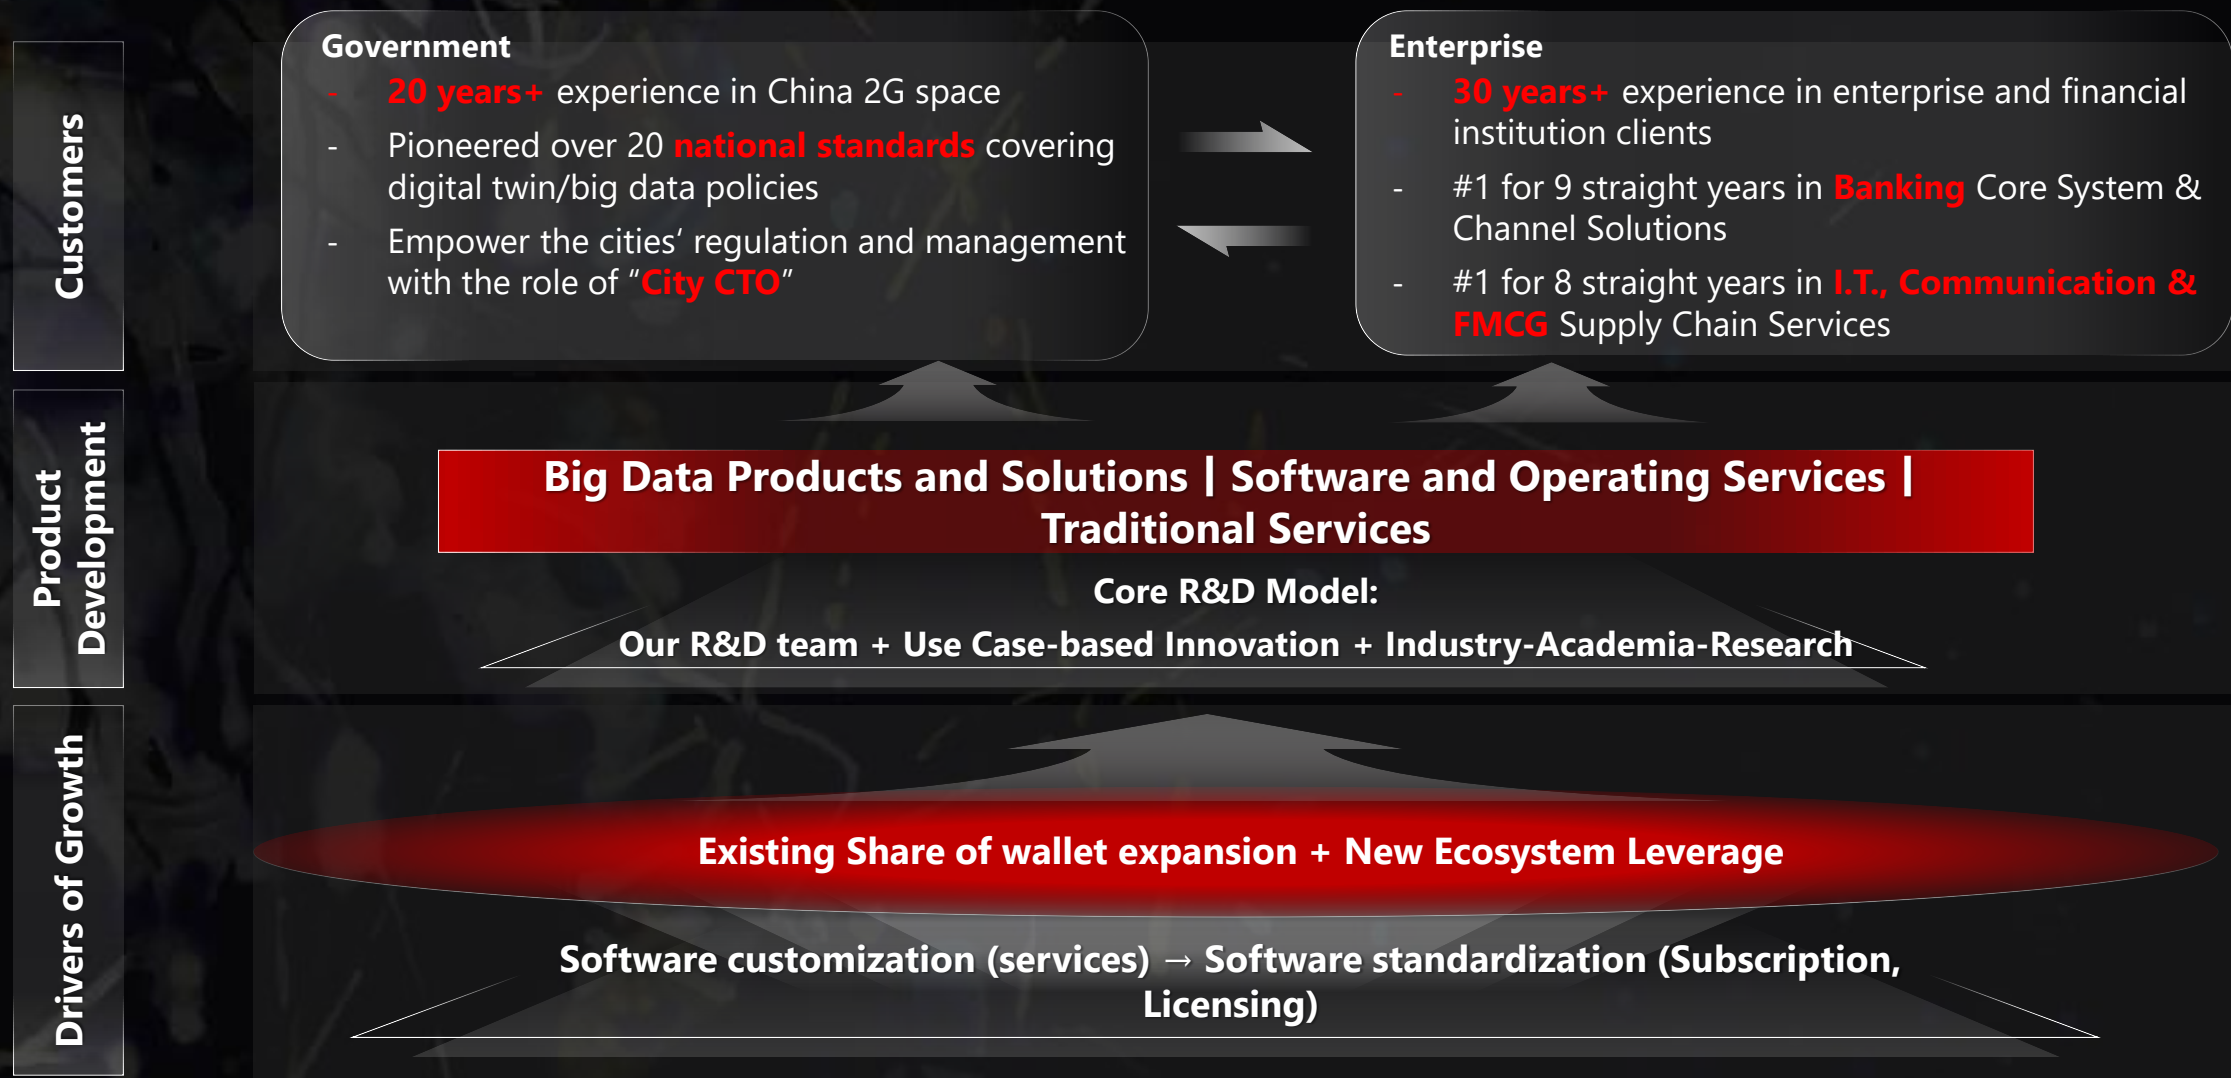 Customers
Government
- 20 years+ experience in China 2G space
- Pioneered over 20 national standards covering
digital twin/big data policies
- Empower the cities‘ regulation and management
with the role of “City CTO”
Enterprise
- 30 years+ experience in enterprise and financial
institution clients
- #1 for 9 straight years in Banking Core System &
Channel Solutions
- #1 for 8 straight years in I.T., Communication &
FMCG Supply Chain Services
Product
Development
Big Data Products and Solutions | Software and Operating Services |
Traditional Services
Core R&D Model:
Our R&D team + Use Case-based Innovation + Industry-Academia-Research
Drivers of Growth
Existing Share of wallet expansion + New Ecosystem Leverage
Software customization (services) → Software standardization (Subscription,
Licensing)